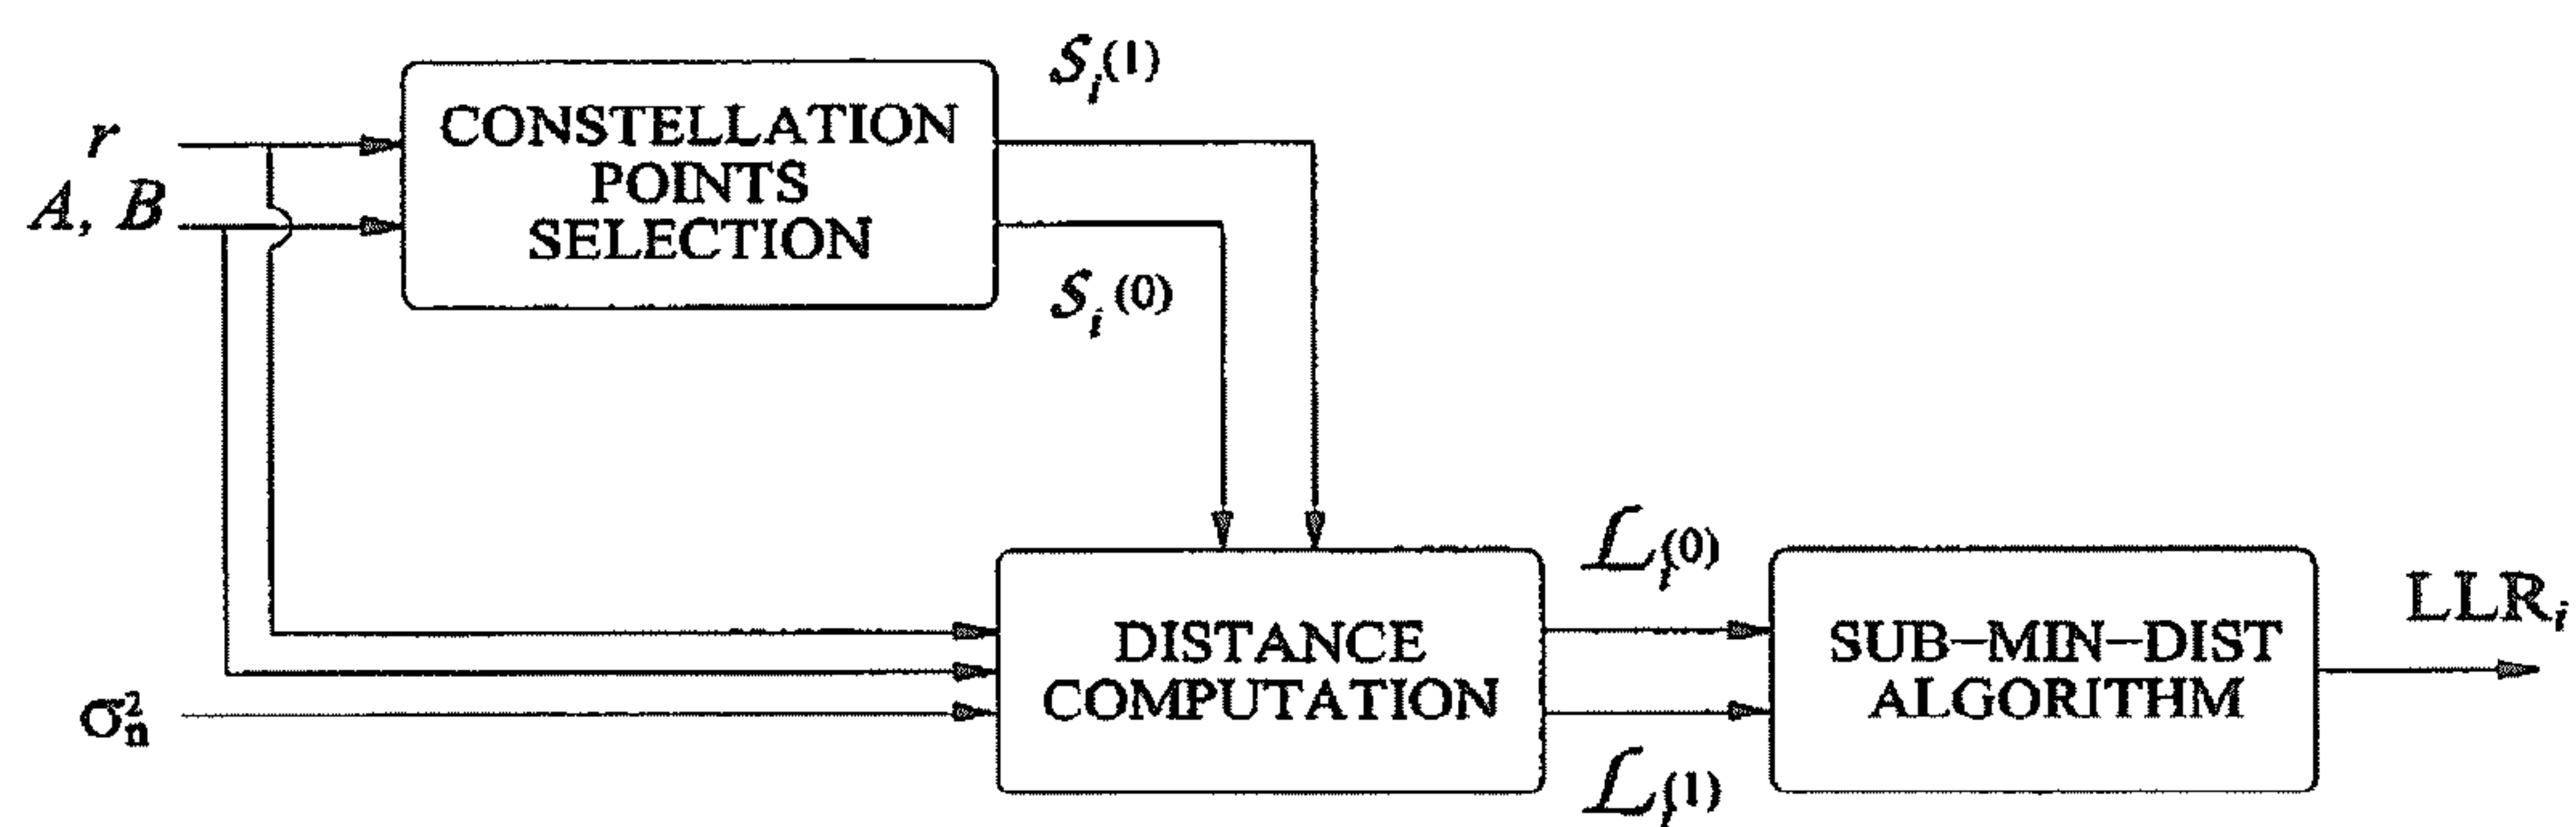 r
A, B
σ²ₙ
CONSTELLATION
POINTS
SELECTION
𝒮ᵢ(1)
𝒮ᵢ(0)
DISTANCE
COMPUTATION
ℒᵢ(0)
ℒᵢ(1)
SUB–MIN–DIST
ALGORITHM
LLRᵢ